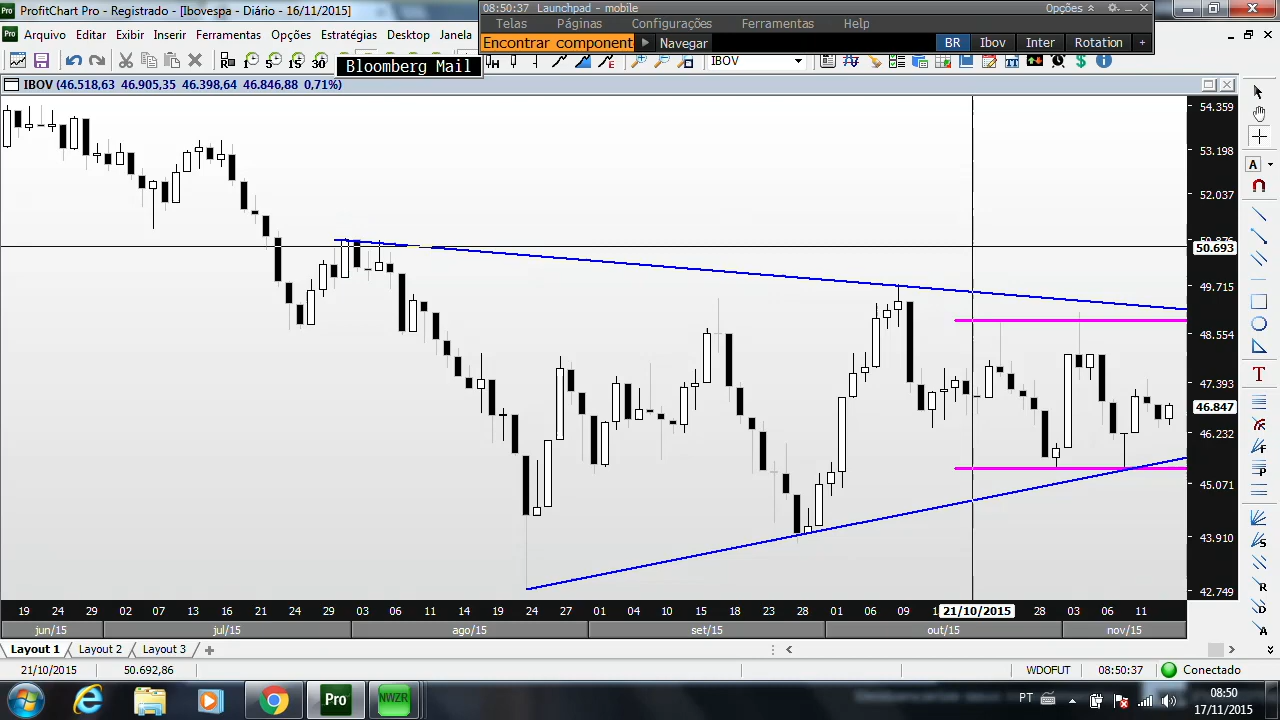 ProfitChart Pro - Registrado - [Ibovespa - Diário - 16/11/2015]
08:50:37 Launchpad - mobile
Opções
Telas Páginas Configurações Ferramentas Help
Arquivo Editar Exibir Inserir Ferramentas Opções Estratégias Desktop Janela
Encontrar component Navegar BR Ibov Inter Rotation +
Bloomberg Mail
1 5 15 30 IBOV
IBOV (46.518,63 46.905,35 46.398,64 46.846,88 0,71%)
54.359
53.198
52.037
50.693
49.715
48.554
47.393
46.847
46.232
45.071
43.910
42.749
19 24 29 02 07 13 16 21 24 29 03 06 11 14 19 24 27 01 04 10 15 18 23 28 01 06 09 21/10/2015 28 03 06 11
jun/15 jul/15 ago/15 set/15 out/15 nov/15
Layout 1 Layout 2 Layout 3
21/10/2015 50.692,86 WDOFUT 08:50:37 Conectado
Pro NWZR PT 08:50
17/11/2015